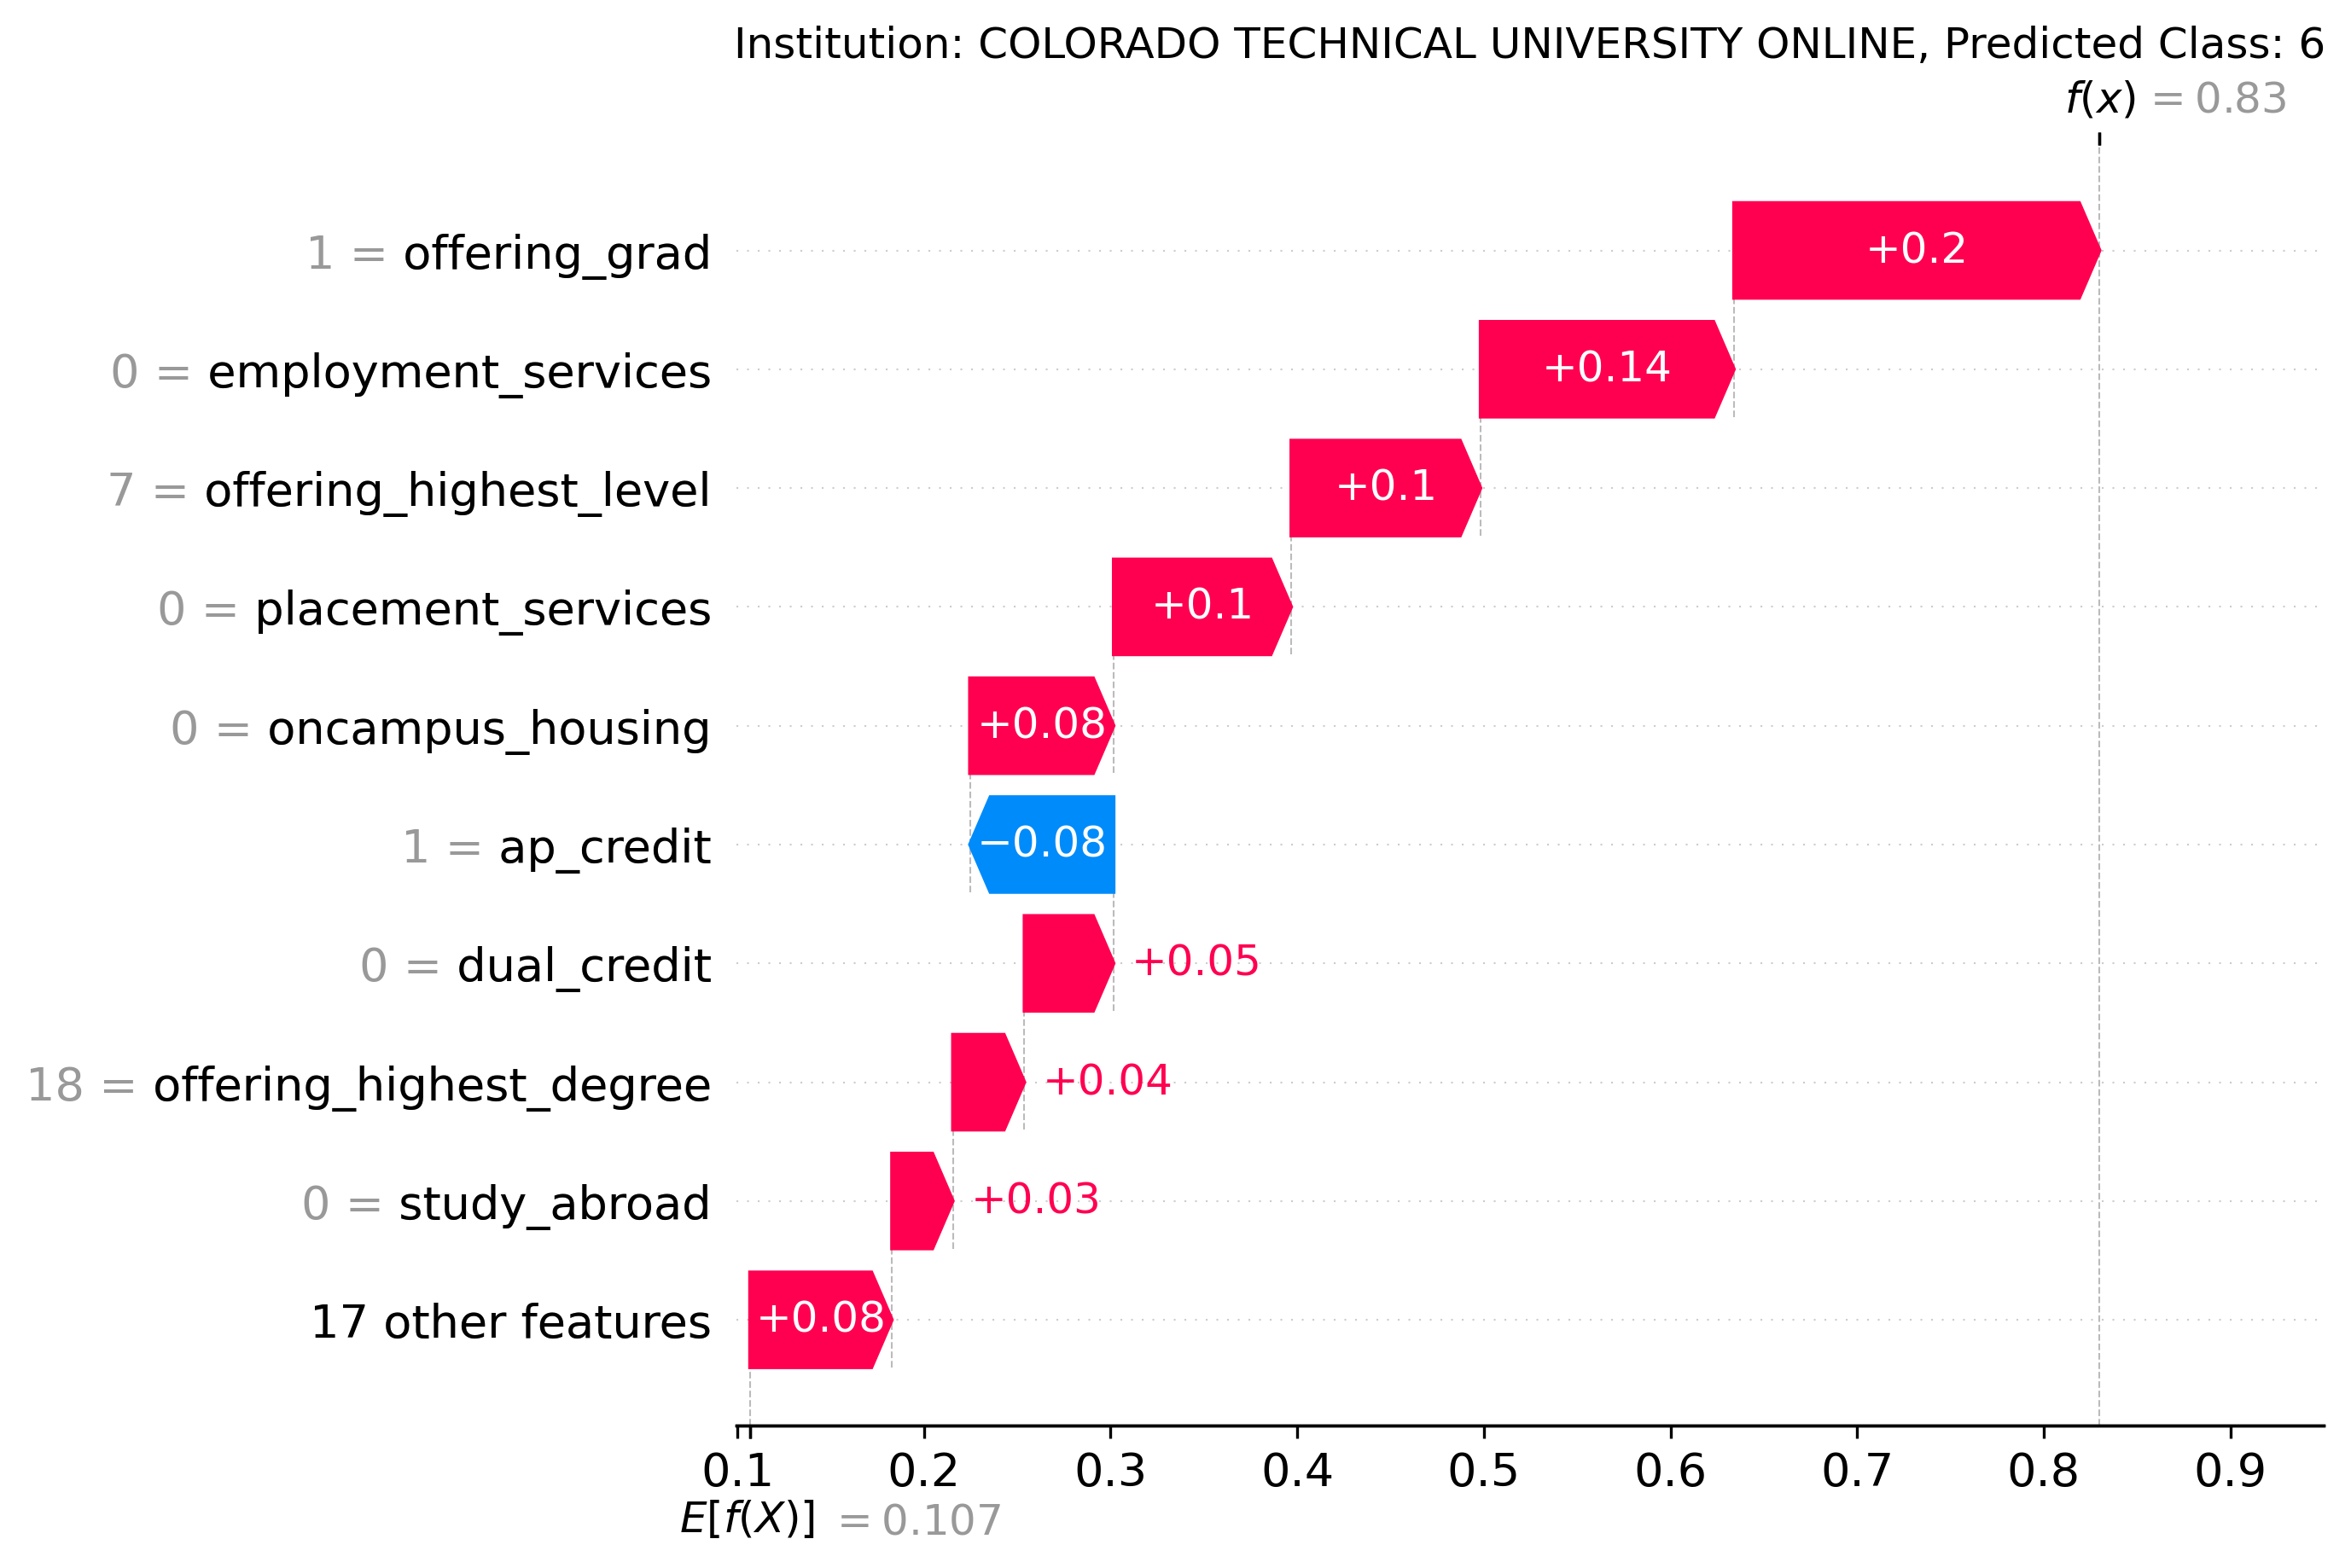 Institution: COLORADO TECHNICAL UNIVERSITY ONLINE, Predicted Class: 6
f(x) = 0.83
1 = offering_grad +0.2
0 = employment_services +0.14
7 = offering_highest_level +0.1
0 = placement_services +0.1
0 = oncampus_housing +0.08
1 = ap_credit −0.08
0 = dual_credit +0.05
18 = offering_highest_degree +0.04
0 = study_abroad +0.03
17 other features +0.08
0.1 0.2 0.3 0.4 0.5 0.6 0.7 0.8 0.9
E[f(X)] = 0.107